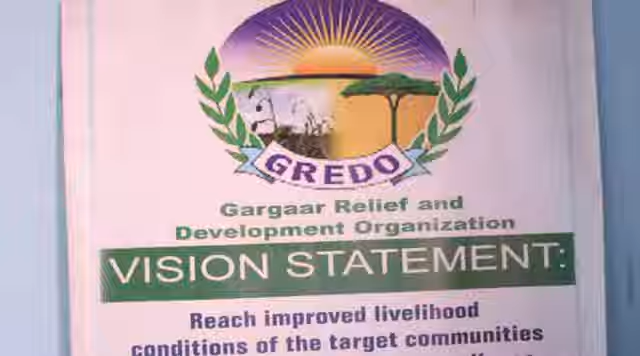 GREDO
Gargaar Relief and
Development Organization
VISION STATEMENT:
Reach improved livelihood
conditions of the target communities